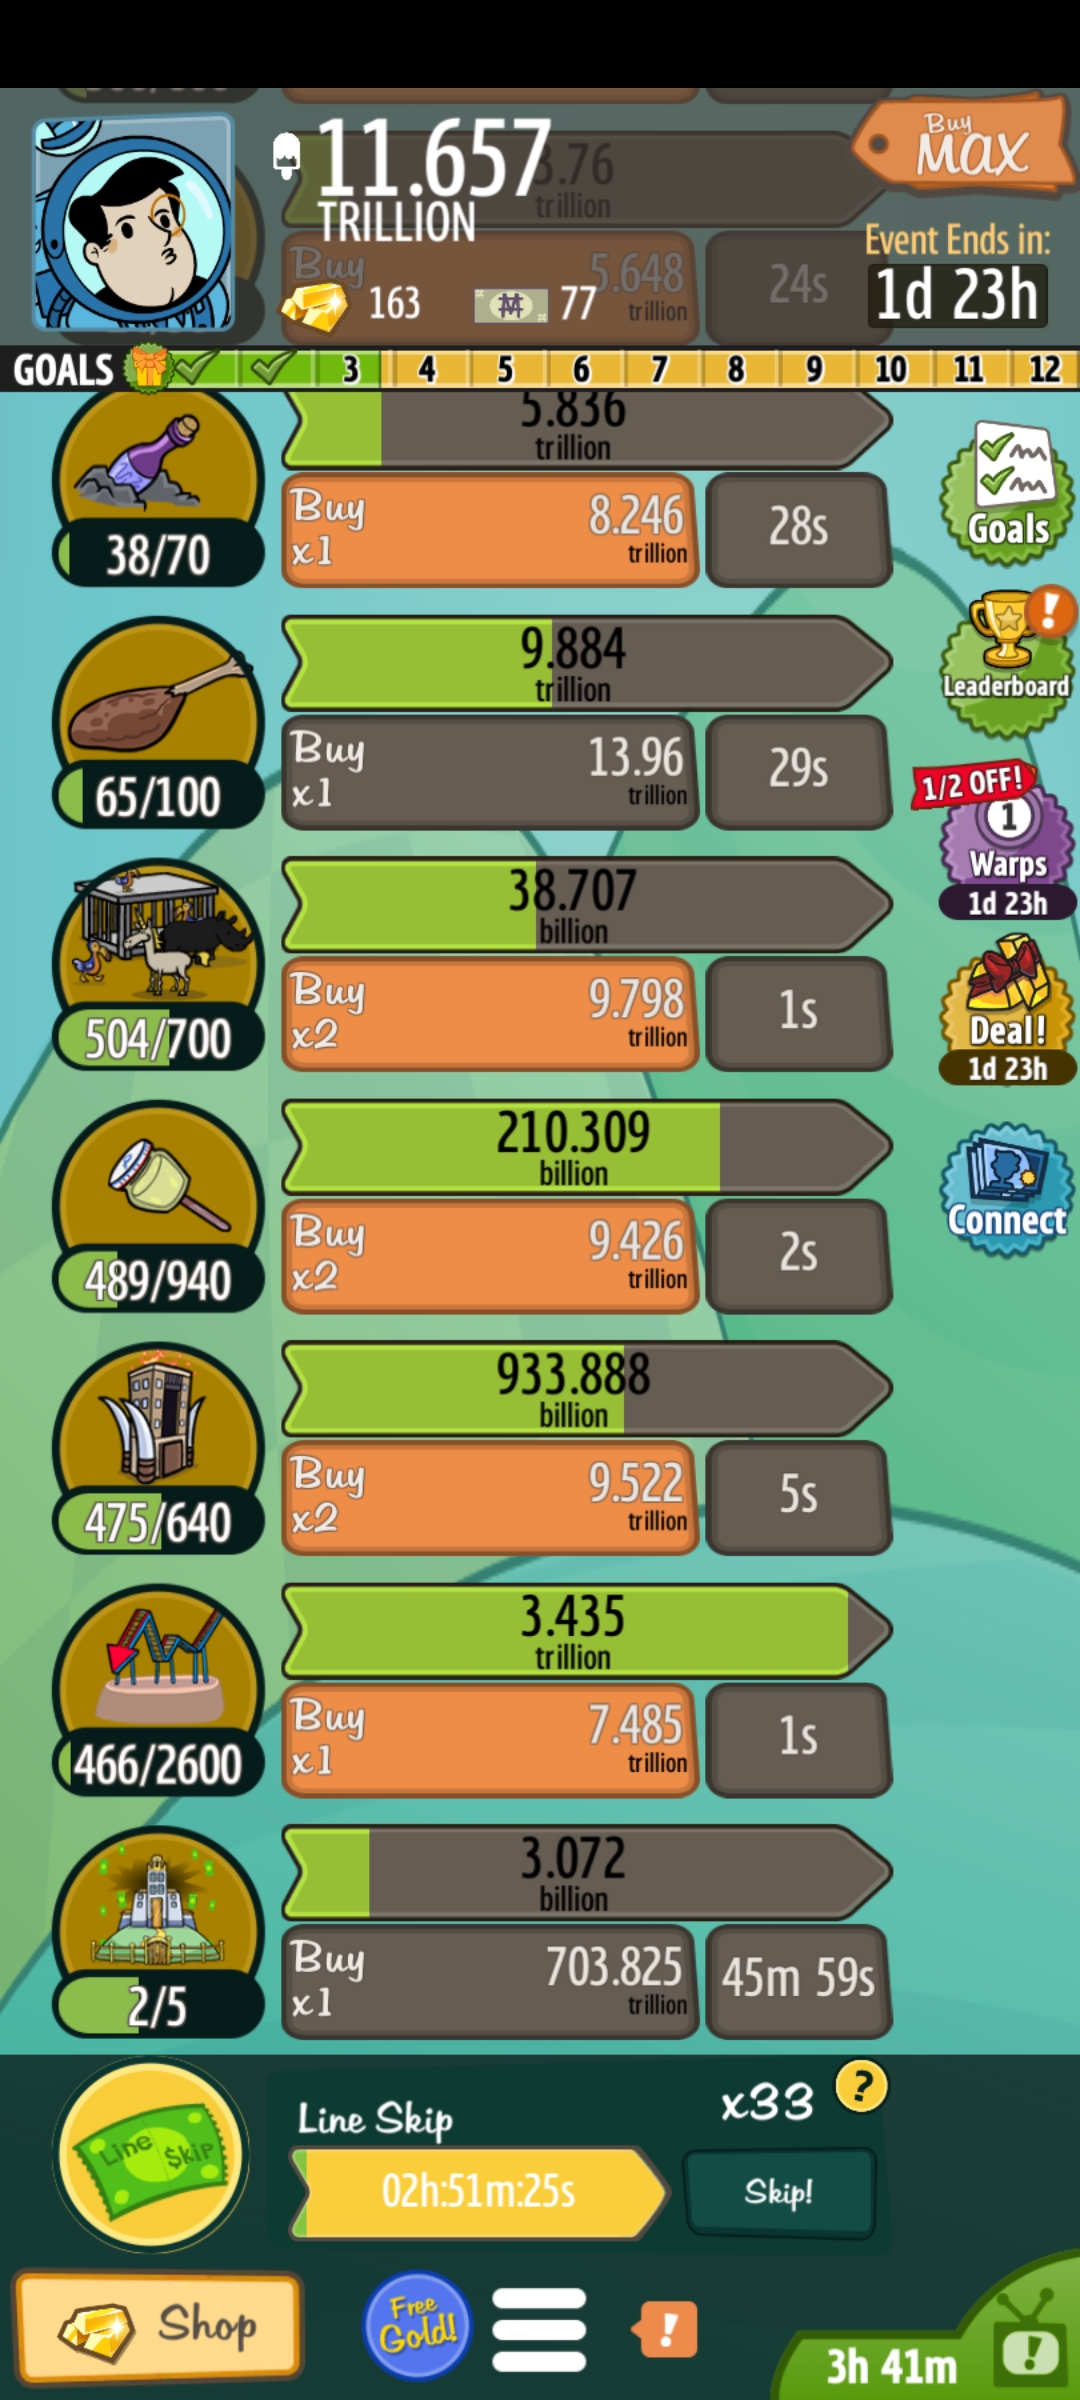 11.657
TRILLION
3.76
trillion
Buy
MAX
Event Ends in:
1d 23h
Buy
5.648
trillion
24s
163
77
GOALS 3 4 5 6 7 8 9 10 11 12
5.836
trillion
38/70
Buy
x1
8.246
trillion
28s
Goals
9.884
trillion
65/100
Buy
x1
13.96
trillion
29s
Leaderboard
1/2 OFF!
1
Warps
1d 23h
38.707
billion
504/700
Buy
x2
9.798
trillion
1s
Deal!
1d 23h
210.309
billion
489/940
Buy
x2
9.426
trillion
2s
Connect
933.888
billion
475/640
Buy
x2
9.522
trillion
5s
3.435
trillion
466/2600
Buy
x1
7.485
trillion
1s
3.072
billion
2/5
Buy
x1
703.825
trillion
45m 59s
Line $kip
Line Skip
x33
?
02h:51m:25s
Skip!
Shop
Free
Gold!
!
3h 41m
!